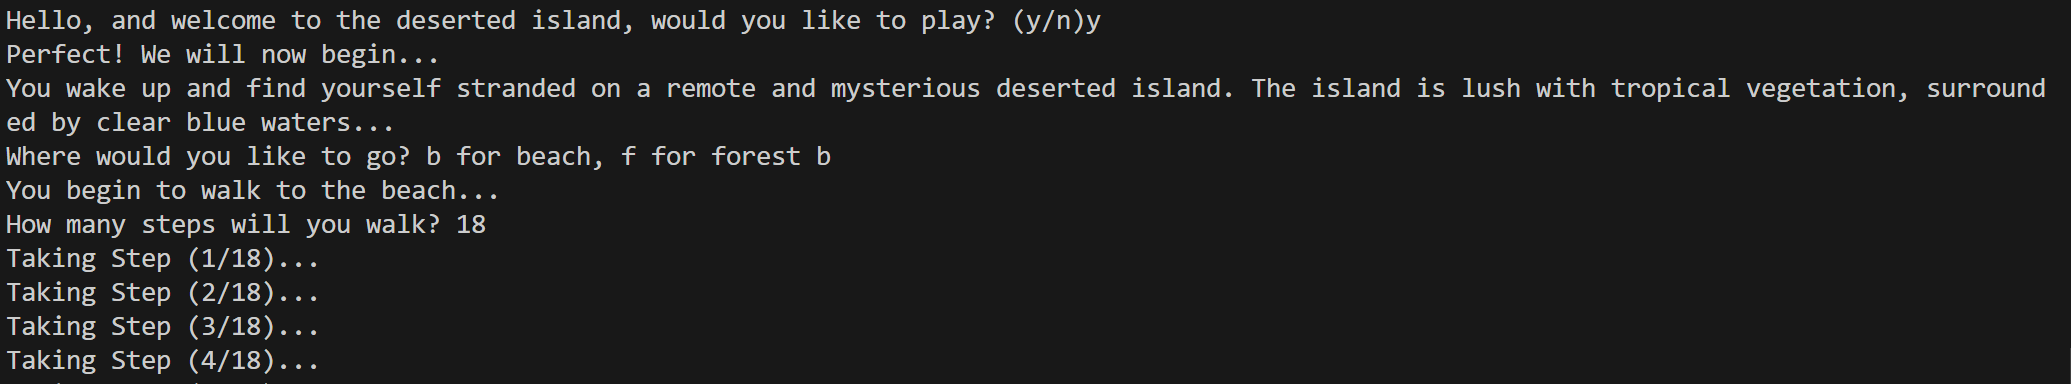 Hello, and welcome to the deserted island, would you like to play? (y/n)y
Perfect! We will now begin...
You wake up and find yourself stranded on a remote and mysterious deserted island. The island is lush with tropical vegetation, surround
ed by clear blue waters...
Where would you like to go? b for beach, f for forest b
You begin to walk to the beach...
How many steps will you walk? 18
Taking Step (1/18)...
Taking Step (2/18)...
Taking Step (3/18)...
Taking Step (4/18)...